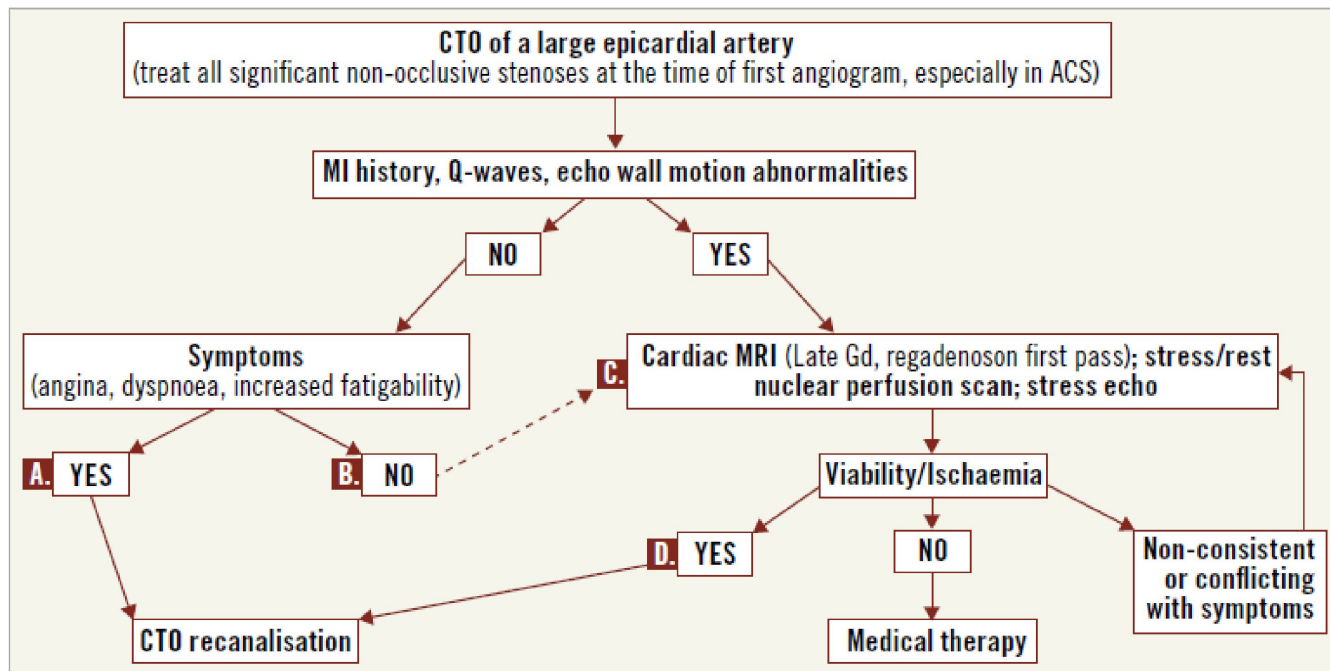 CTO of a large epicardial artery
(treat all significant non-occlusive stenoses at the time of first angiogram, especially in ACS)
MI history, Q-waves, echo wall motion abnormalities
NO
YES
Symptoms
(angina, dyspnoea, increased fatigability)
C.
Cardiac MRI (Late Gd, regadenoson first pass); stress/rest
nuclear perfusion scan; stress echo
A. YES
B. NO
Viability/Ischaemia
D. YES
NO
Non-consistent
or conflicting
with symptoms
CTO recanalisation
Medical therapy